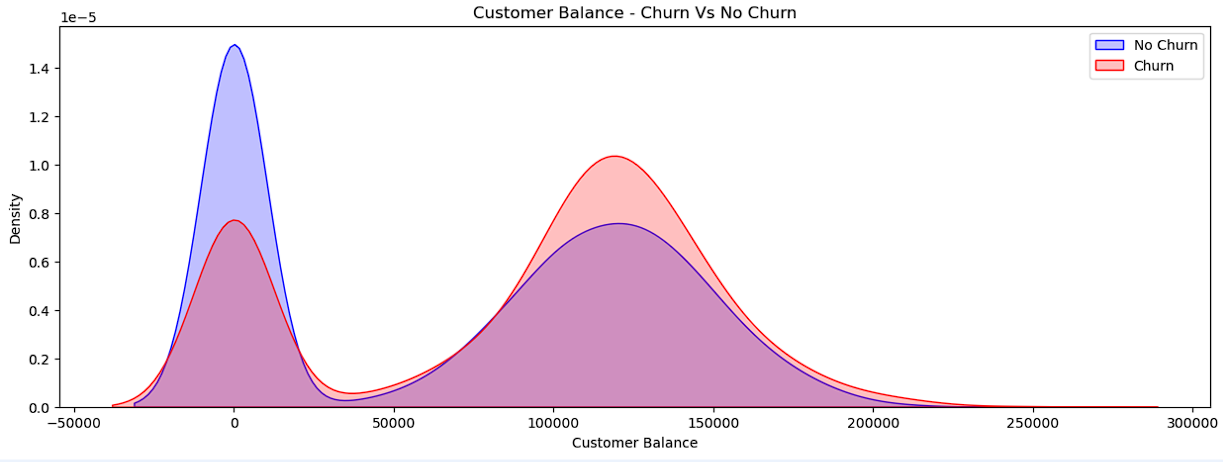 Customer Balance - Churn Vs No Churn
1e−5
No Churn
Churn
1.4
1.2
1.0
0.8
0.6
0.4
0.2
0.0
Density
−50000 0 50000 100000 150000 200000 250000 300000
Customer Balance